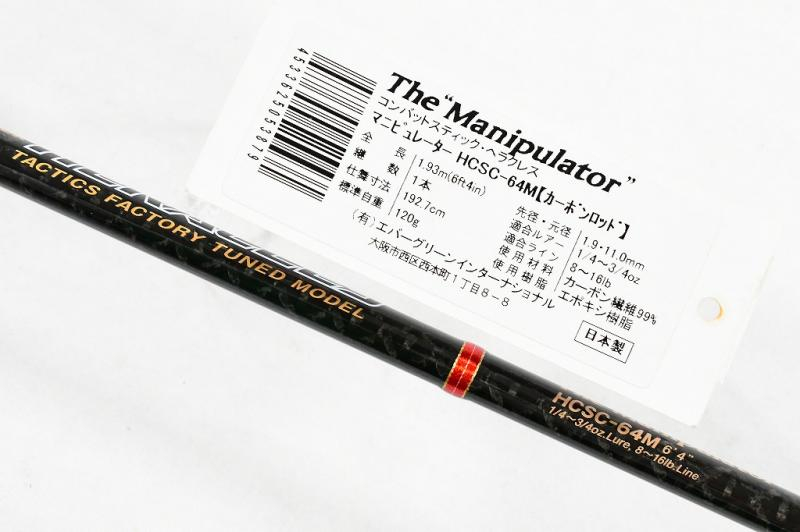 The "Manipulator"
コンバットスティック・ヘラクレス
マニピュレーター HCSC-64M【カーボンロッド】
全長 1.93m(6ft4in)
継数 1本
仕舞寸法 192.7cm
標準自重 120g
先径・元径 1.9・11.0mm
適合ルアー 1/4~3/4oz
適合ライン 8~16lb
使用材料 カーボン繊維99%
使用樹脂 エポキシ樹脂
(有)エバーグリーンインターナショナル
大阪市西区西本町1丁目8-8
日本製
4536625053879
TACTICS FACTORY TUNED MODEL
HCSC-64M 6'4"
1/4~3/4oz.Lure, 8~16lb.Line